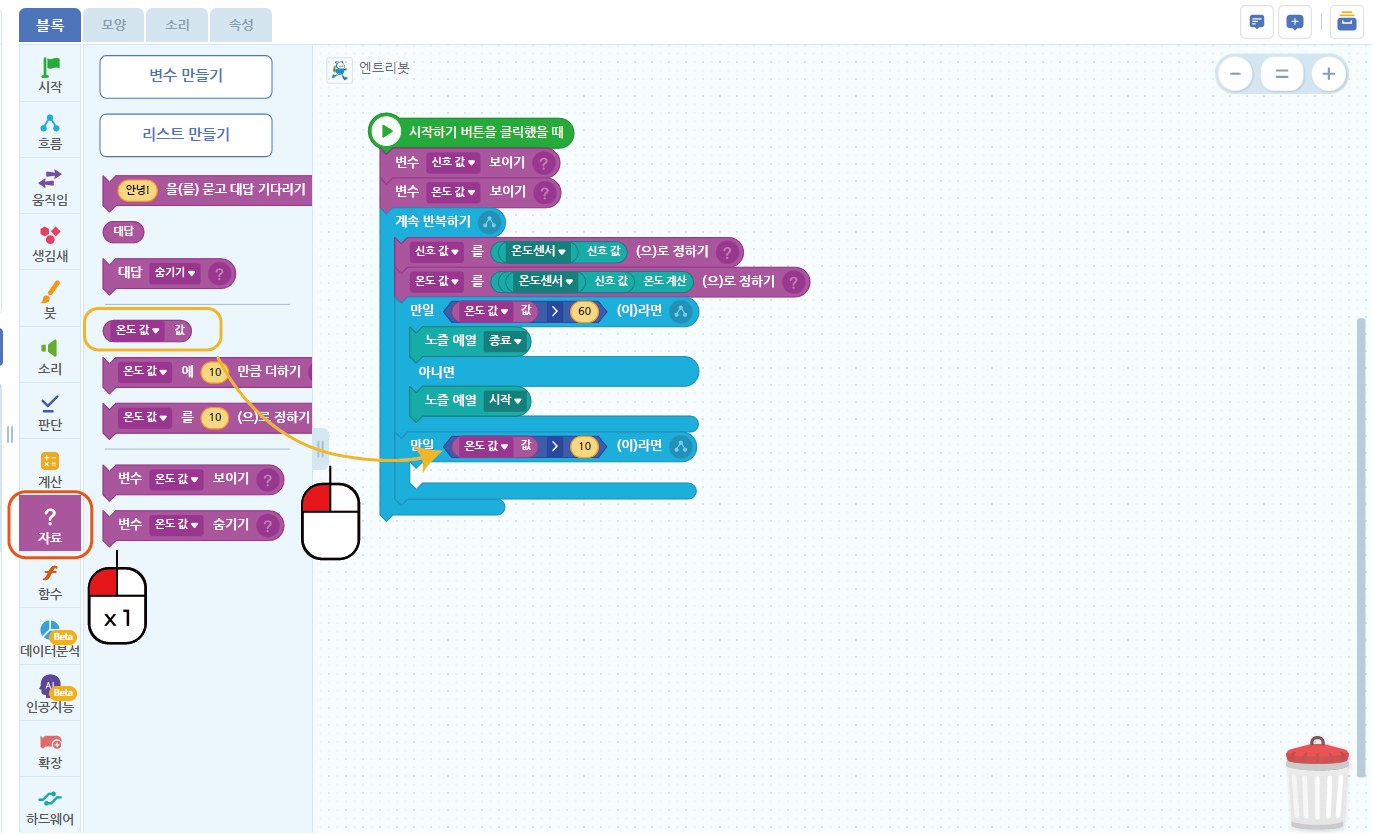 블록 모양 소리 속성
시작
흐름
움직임
생김새
붓
소리
판단
계산
? 자료
함수
Beta
데이터분석
AI Beta
인공지능
확장
하드웨어
변수 만들기
리스트 만들기
안녕! 을(를) 묻고 대답 기다리기
대답
대답 숨기기 ?
온도 값 값
온도 값 에 10 만큼 더하기
온도 값 를 10 (으)로 정하기
변수 온도 값 보이기 ?
변수 온도 값 숨기기 ?
x 1
엔트리봇
시작하기 버튼을 클릭했을 때
변수 신호 값 보이기 ?
변수 온도 값 보이기 ?
계속 반복하기
신호 값 를 온도센서 신호 값 (으)로 정하기 ?
온도 값 를 온도센서 신호 값 온도 계산 (으)로 정하기 ?
만일 온도 값 값 > 60 (이)라면
노즐 예열 종료
아니면
노즐 예열 시작
만일 온도 값 값 > 10 (이)라면